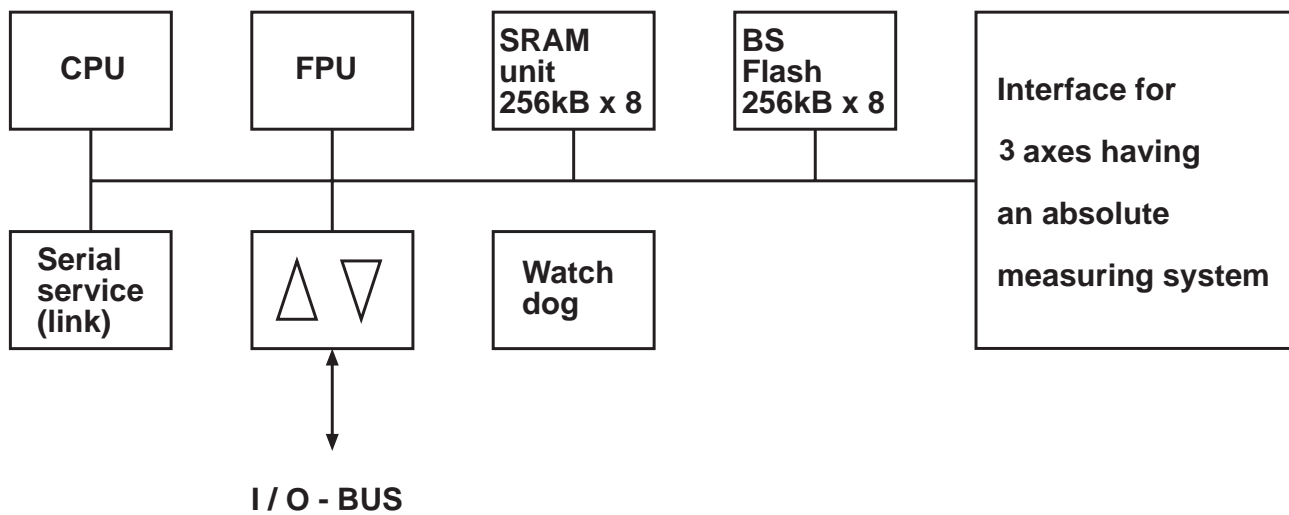 CPU
FPU
SRAM
unit
256kB x 8
BS
Flash
256kB x 8
Interface for
3 axes having
an absolute
measuring system
Serial
service
(link)
Watch
dog
I / O - BUS